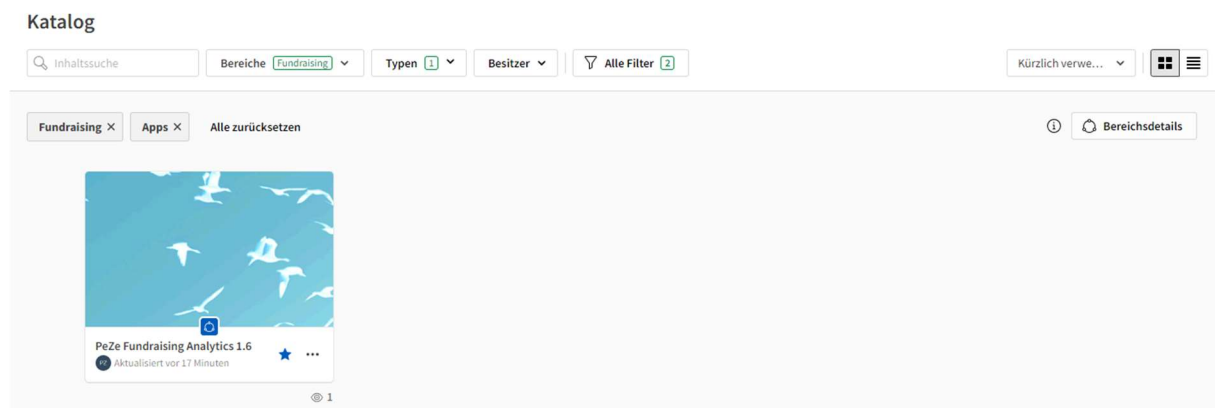 Katalog
Inhaltssuche
Bereiche Fundraising
Typen 1
Besitzer
Alle Filter 2
Kürzlich verwe...
Fundraising ×
Apps ×
Alle zurücksetzen
Bereichsdetails
PeZe Fundraising Analytics 1.6
PZ Aktualisiert vor 17 Minuten
1